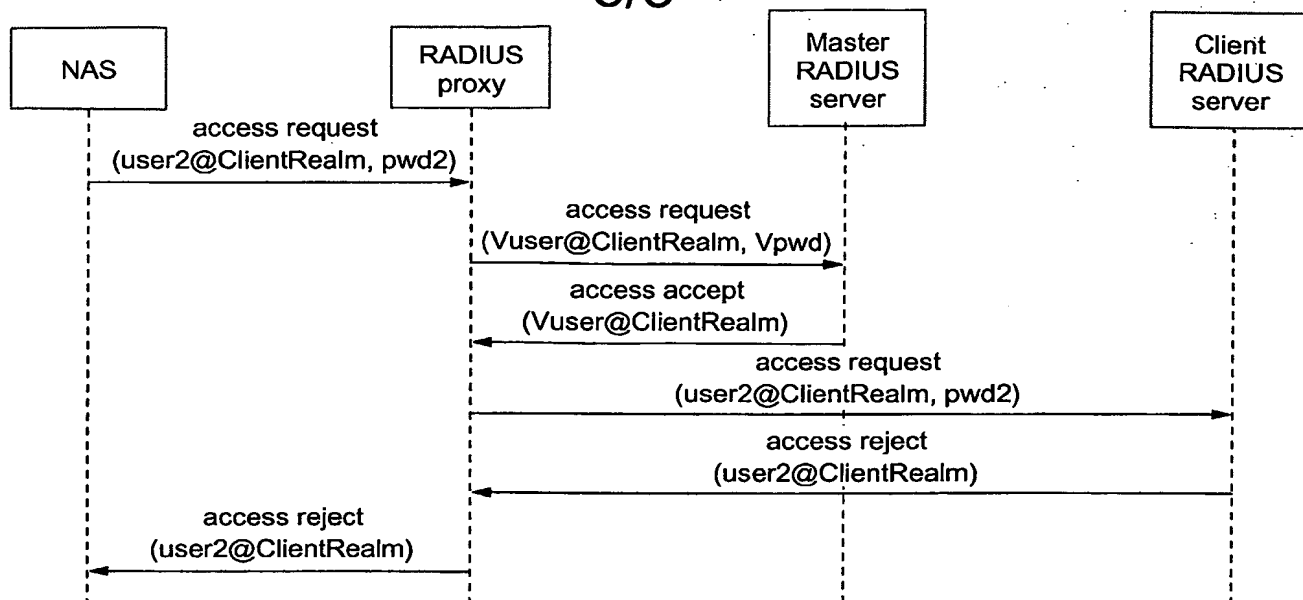 NAS
RADIUS
proxy
Master
RADIUS
server
Client
RADIUS
server
access request
(user2@ClientRealm, pwd2)
access request
(Vuser@ClientRealm, Vpwd)
access accept
(Vuser@ClientRealm)
access request
(user2@ClientRealm, pwd2)
access reject
(user2@ClientRealm)
access reject
(user2@ClientRealm)